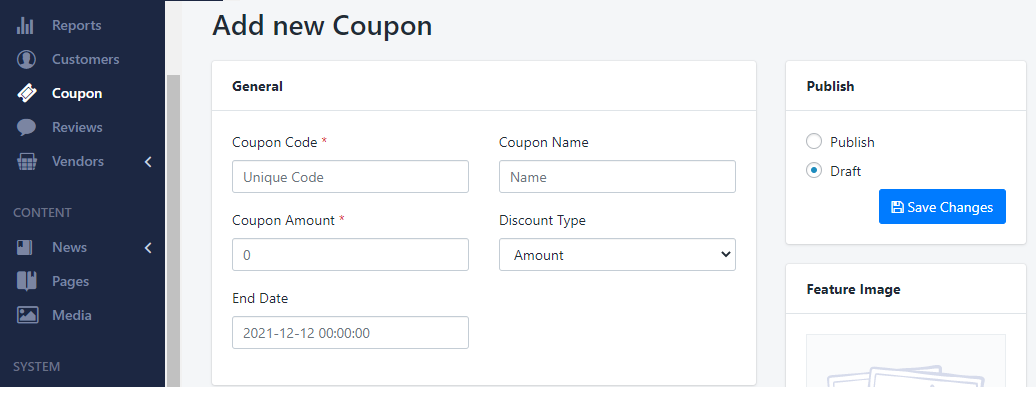 Reports
Customers
Coupon
Reviews
Vendors
CONTENT
News
Pages
Media
SYSTEM
Add new Coupon
General
Coupon Code *
Coupon Name
Unique Code
Name
Coupon Amount *
Discount Type
0
Amount
End Date
2021-12-12 00:00:00
Publish
Publish
Draft
Save Changes
Feature Image